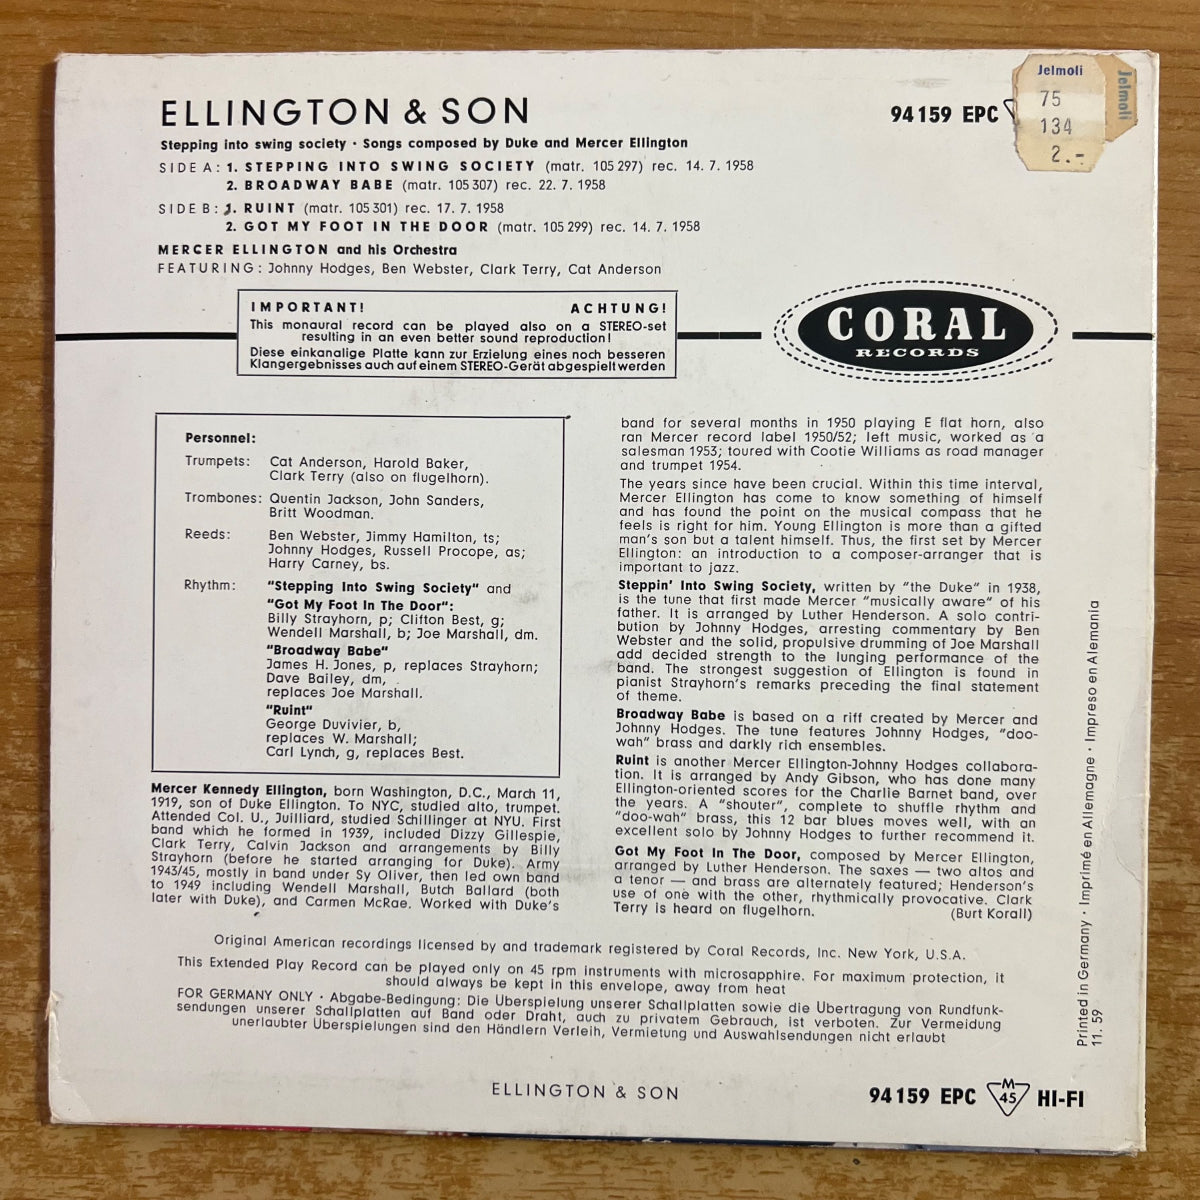 ELLINGTON & SON
94159 EPC
Jelmoli
Jelmoli
75
134
2.-
Stepping into swing society · Songs composed by Duke and Mercer Ellington
SIDE A: 1. STEPPING INTO SWING SOCIETY (matr. 105 297) rec. 14. 7. 1958
2. BROADWAY BABE (matr. 105 307) rec. 22. 7. 1958
SIDE B: 1. RUINT (matr. 105 301) rec. 17. 7. 1958
2. GOT MY FOOT IN THE DOOR (matr. 105 299) rec. 14. 7. 1958
MERCER ELLINGTON and his Orchestra
FEATURING: Johnny Hodges, Ben Webster, Clark Terry, Cat Anderson
IMPORTANT! ACHTUNG!
This monaural record can be played also on a STEREO-set
resulting in an even better sound reproduction!
Diese einkanalige Platte kann zur Erzielung eines noch besseren
Klangergebnisses auch auf einem STEREO-Gerät abgespielt werden
CORAL
RECORDS
Personnel:
Trumpets: Cat Anderson, Harold Baker,
Clark Terry (also on flugelhorn).
Trombones: Quentin Jackson, John Sanders,
Britt Woodman.
Reeds: Ben Webster, Jimmy Hamilton, ts;
Johnny Hodges, Russell Procope, as;
Harry Carney, bs.
Rhythm: "Stepping Into Swing Society" and
"Got My Foot In The Door":
Billy Strayhorn, p; Clifton Best, g;
Wendell Marshall, b; Joe Marshall, dm.
"Broadway Babe"
James H. Jones, p, replaces Strayhorn;
Dave Bailey, dm,
replaces Joe Marshall.
"Ruint"
George Duvivier, b,
replaces W. Marshall;
Carl Lynch, g, replaces Best.
Mercer Kennedy Ellington, born Washington, D.C., March 11,
1919, son of Duke Ellington. To NYC, studied alto, trumpet.
Attended Col. U., Juilliard, studied Schillinger at NYU. First
band which he formed in 1939, included Dizzy Gillespie,
Clark Terry, Calvin Jackson and arrangements by Billy
Strayhorn (before he started arranging for Duke). Army
1943/45, mostly in band under Sy Oliver, then led own band
to 1949 including Wendell Marshall, Butch Ballard (both
later with Duke), and Carmen McRae. Worked with Duke's
band for several months in 1950 playing E flat horn, also
ran Mercer record label 1950/52; left music, worked as a
salesman 1953; toured with Cootie Williams as road manager
and trumpet 1954.
The years since have been crucial. Within this time interval,
Mercer Ellington has come to know something of himself
and has found the point on the musical compass that he
feels is right for him. Young Ellington is more than a gifted
man's son but a talent himself. Thus, the first set by Mercer
Ellington: an introduction to a composer-arranger that is
important to jazz.
Steppin' Into Swing Society, written by "the Duke" in 1938,
is the tune that first made Mercer "musically aware" of his
father. It is arranged by Luther Henderson. A solo contri-
bution by Johnny Hodges, arresting commentary by Ben
Webster and the solid, propulsive drumming of Joe Marshall
add decided strength to the lunging performance of the
band. The strongest suggestion of Ellington is found in
pianist Strayhorn's remarks preceding the final statement
of theme.
Broadway Babe is based on a riff created by Mercer and
Johnny Hodges. The tune features Johnny Hodges, "doo-
wah" brass and darkly rich ensembles.
Ruint is another Mercer Ellington-Johnny Hodges collabora-
tion. It is arranged by Andy Gibson, who has done many
Ellington-oriented scores for the Charlie Barnet band, over
the years. A "shouter", complete to shuffle rhythm and
"doo-wah" brass, this 12 bar blues moves well, with an
excellent solo by Johnny Hodges to further recommend it.
Got My Foot In The Door, composed by Mercer Ellington,
arranged by Luther Henderson. The saxes — two altos and
a tenor — and brass are alternately featured; Henderson's
use of one with the other, rhythmically provocative. Clark
Terry is heard on flugelhorn. (Burt Korall)
Printed in Germany · Imprimé en Allemagne · Impreso en Alemania
11. 59
Original American recordings licensed by and trademark registered by Coral Records, Inc. New York, U.S.A.
This Extended Play Record can be played only on 45 rpm instruments with microsapphire. For maximum protection, it
should always be kept in this envelope, away from heat
FOR GERMANY ONLY · Abgabe-Bedingung: Die Überspielung unserer Schallplatten sowie die Übertragung von Rundfunk-
sendungen unserer Schallplatten auf Band oder Draht, auch zu privatem Gebrauch, ist verboten. Zur Vermeidung
unerlaubter Überspielungen sind den Händlern Verleih, Vermietung und Auswahlsendungen nicht erlaubt
ELLINGTON & SON
94159 EPC M 45 HI-FI